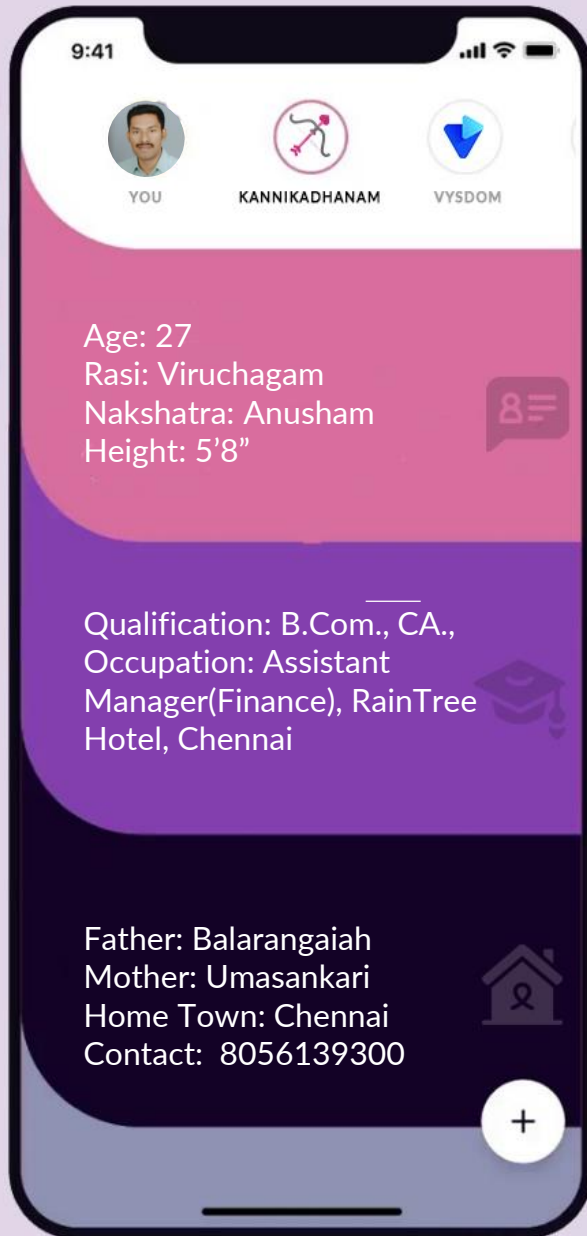 9:41
YOU
KANNIKADHANAM
VYSDOM
Age: 27
Rasi: Viruchagam
Nakshatra: Anusham
Height: 5’8”
Qualification: B.Com., CA.,
Occupation: Assistant
Manager(Finance), RainTree
Hotel, Chennai
Father: Balarangaiah
Mother: Umasankari
Home Town: Chennai
Contact: 8056139300
+